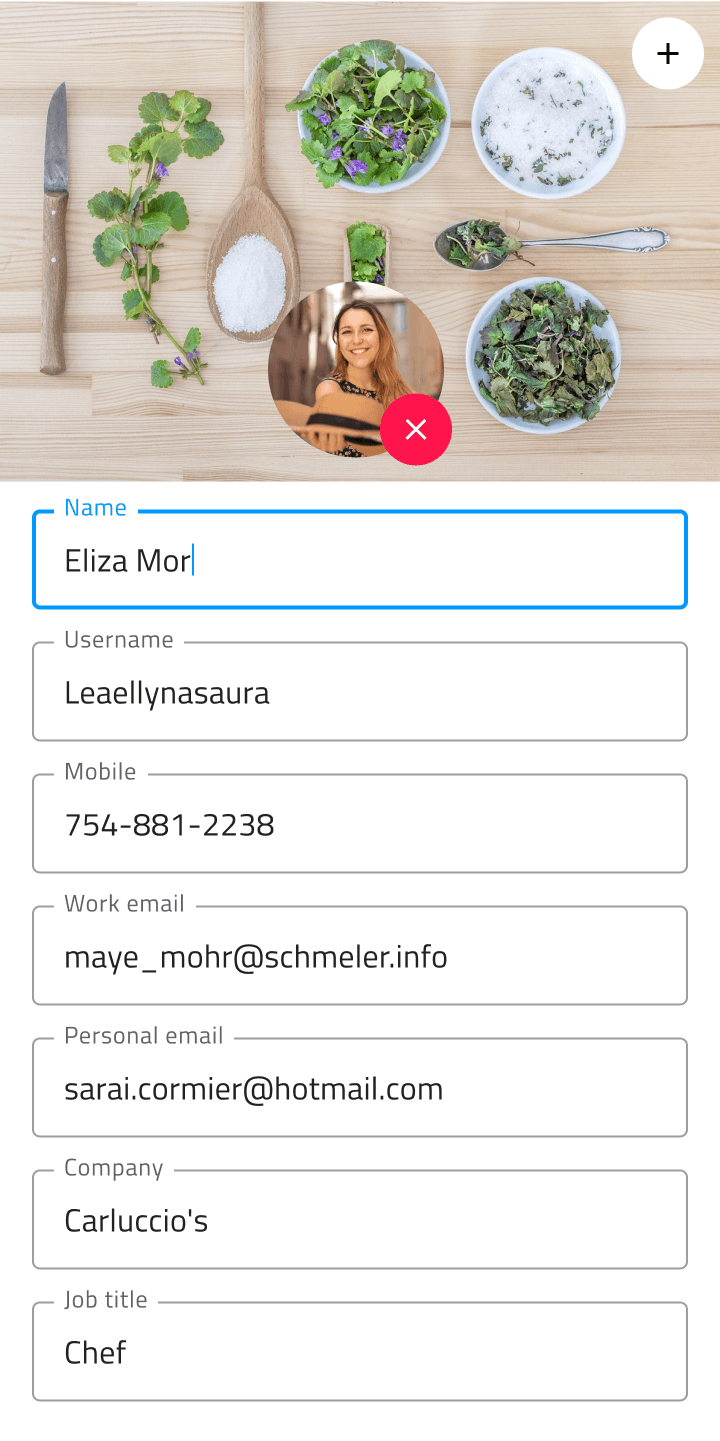 Name
Eliza Mor
Username
Leaellynasaura
Mobile
754-881-2238
Work email
maye_mohr@schmeler.info
Personal email
sarai.cormier@hotmail.com
Company
Carluccio's
Job title
Chef